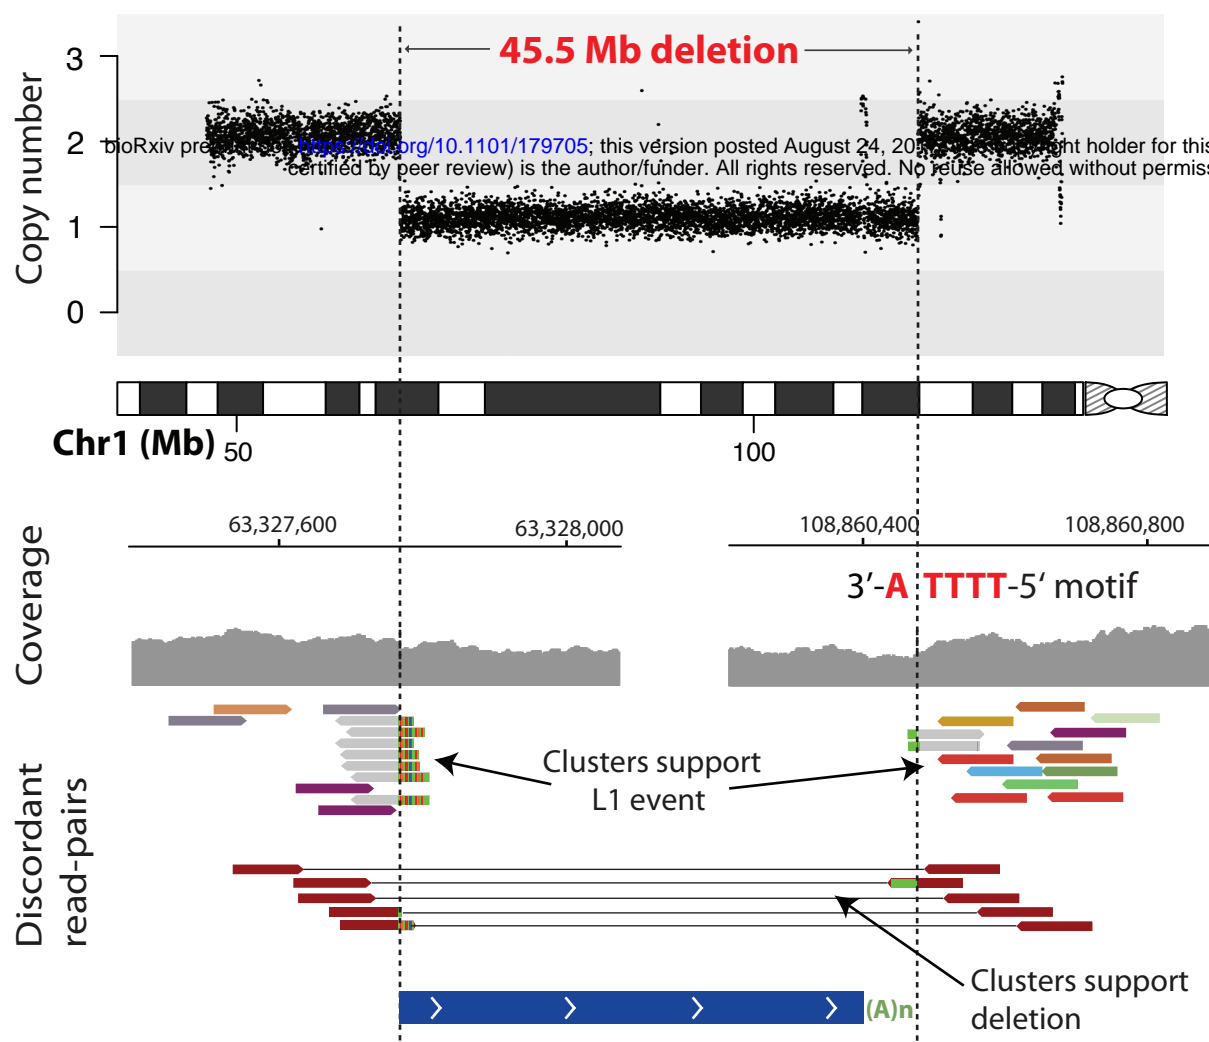 3
45.5 Mb deletion
2
bioRxiv pre https://doi.org/10.1101/179705; this version posted August 24, 20 ht holder for this
certified by peer review) is the author/funder. All rights reserved. No reuse allowed without permiss
1
0
Copy number
Chr1 (Mb) 50 100
63,327,600 63,328,000 108,860,400 108,860,800
3'-A TTTT-5' motif
Coverage
Clusters support
L1 event
Discordant
read-pairs
Clusters support
deletion
(A)n